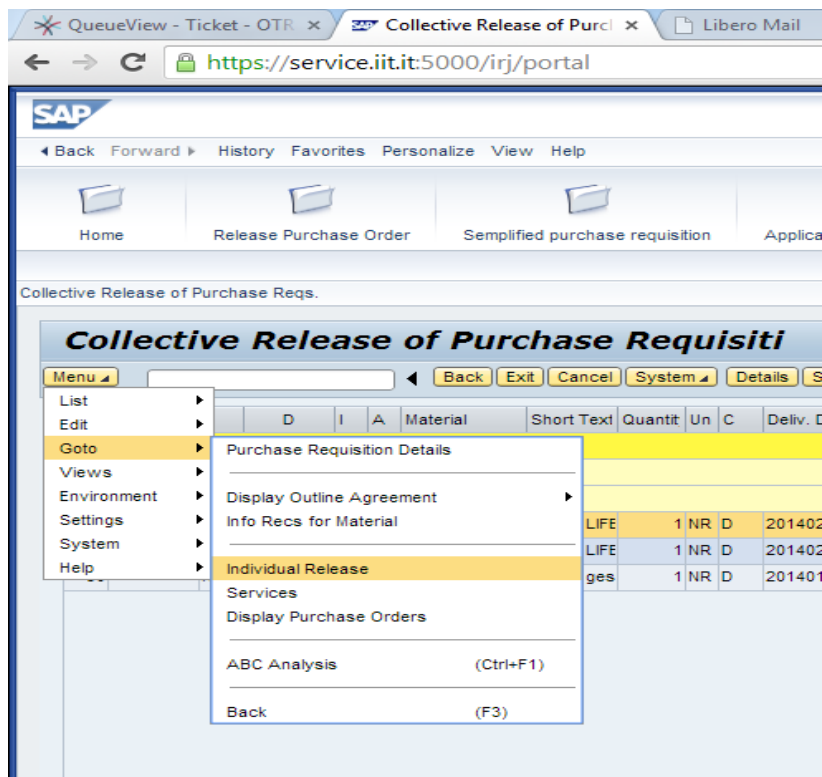 QueueView - Ticket - OTR × SAP Collective Release of Purc × Libero Mail
https://service.iit.it:5000/irj/portal
SAP
Back Forward History Favorites Personalize View Help
Home Release Purchase Order Semplified purchase requisition Applica
Collective Release of Purchase Reqs.
Collective Release of Purchase Requisiti
Menu Back Exit Cancel System Details S
List
D I A Material Short Text Quantit Un C Deliv. D
Edit
Goto
Purchase Requisition Details
Views
Environment
Display Outline Agreement
Settings
Info Recs for Material
LIFE 1 NR D 201402
System
LIFE 1 NR D 201402
Help
Individual Release
ges 1 NR D 201401
Services
Display Purchase Orders
ABC Analysis (Ctrl+F1)
Back (F3)